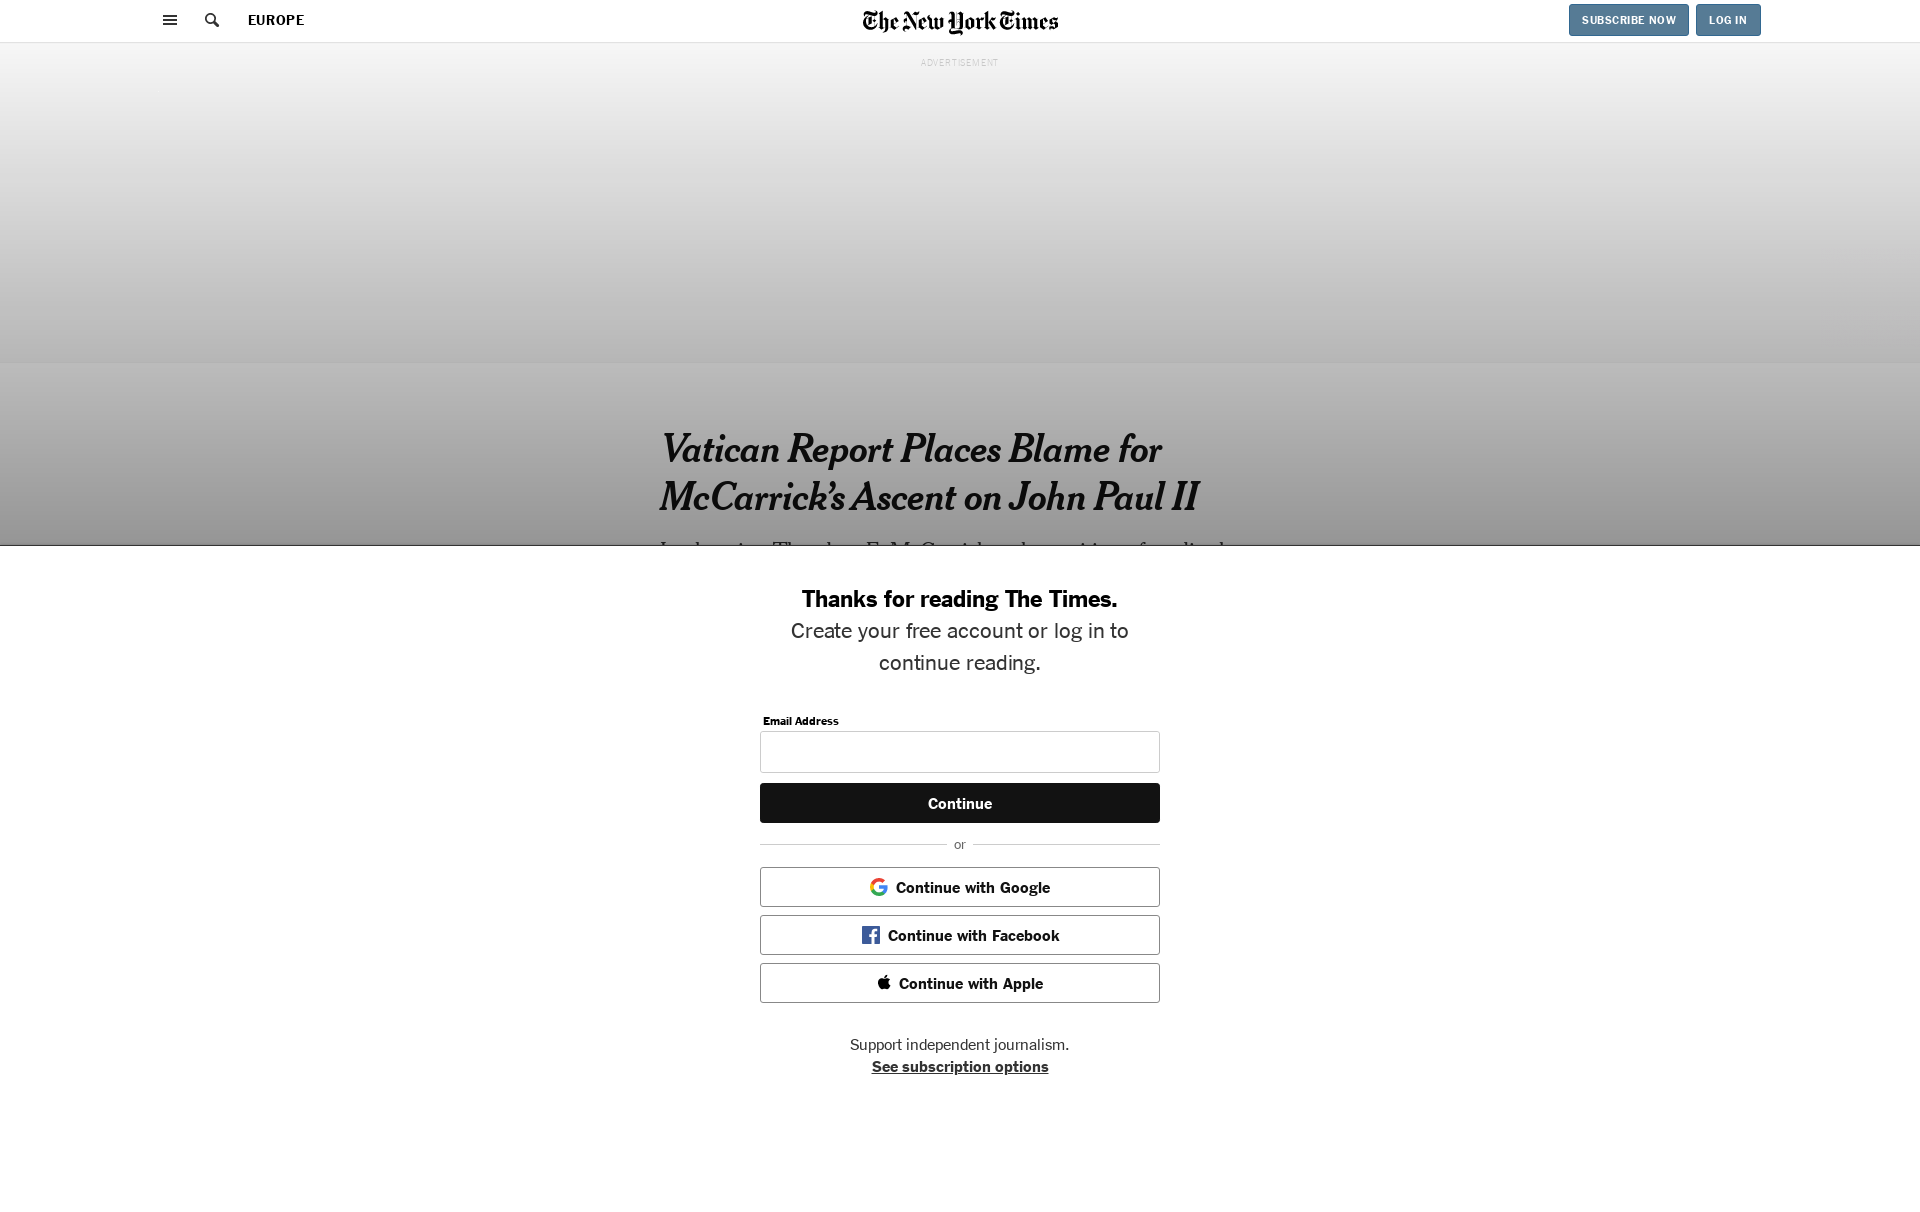 EUROPE
The New York Times
SUBSCRIBE NOW
LOG IN
ADVERTISEMENT
Vatican Report Places Blame for
McCarrick’s Ascent on John Paul II
Thanks for reading The Times.
Create your free account or log in to
continue reading.
Email Address
Continue
or
Continue with Google
Continue with Facebook
Continue with Apple
Support independent journalism.
See subscription options